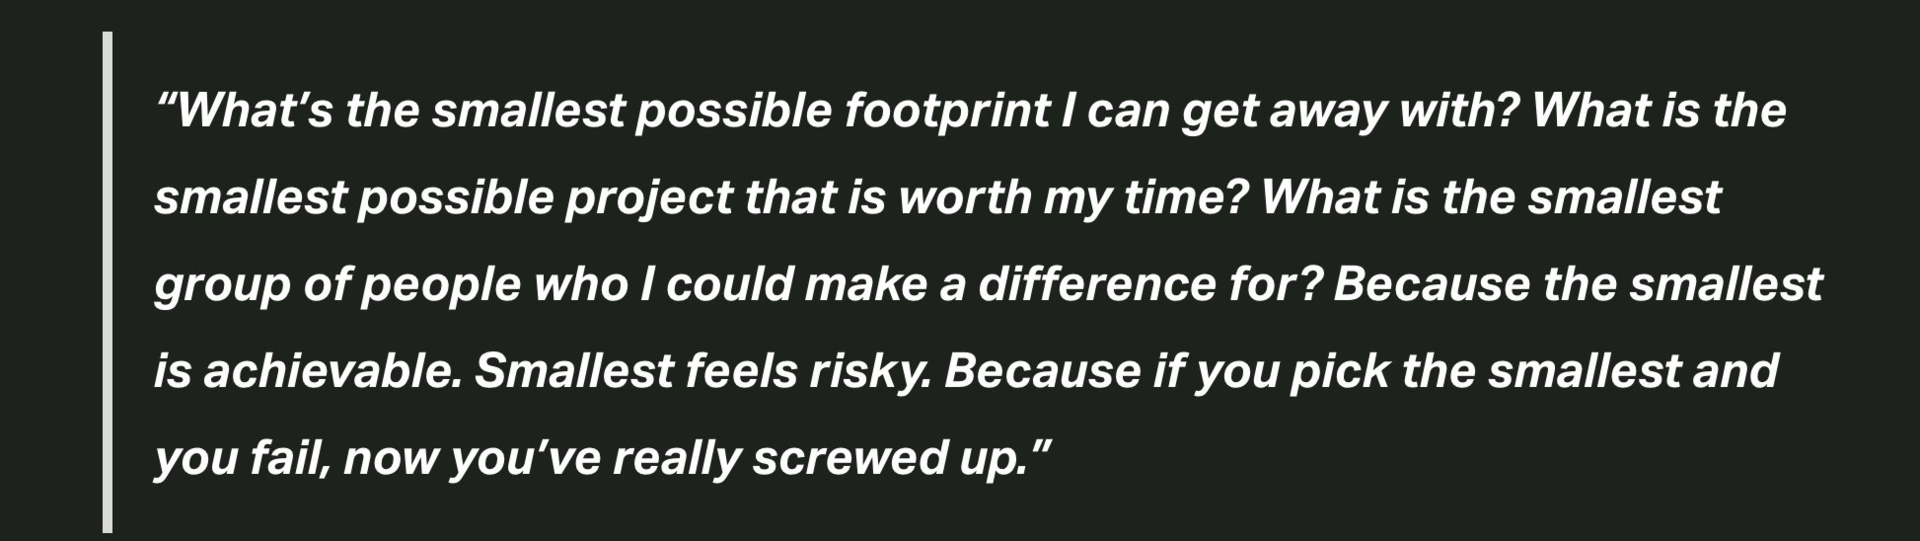 “What’s the smallest possible footprint I can get away with? What is the
smallest possible project that is worth my time? What is the smallest
group of people who I could make a difference for? Because the smallest
is achievable. Smallest feels risky. Because if you pick the smallest and
you fail, now you’ve really screwed up.”